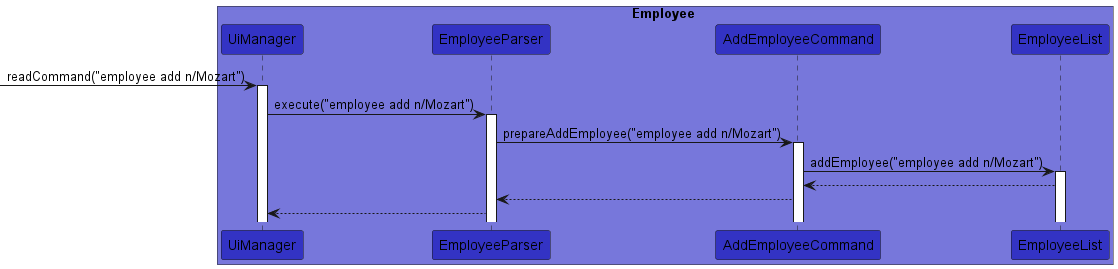 Employee
UiManager
EmployeeParser
AddEmployeeCommand
EmployeeList
readCommand("employee add n/Mozart")
execute("employee add n/Mozart")
prepareAddEmployee("employee add n/Mozart")
addEmployee("employee add n/Mozart")
UiManager
EmployeeParser
AddEmployeeCommand
EmployeeList